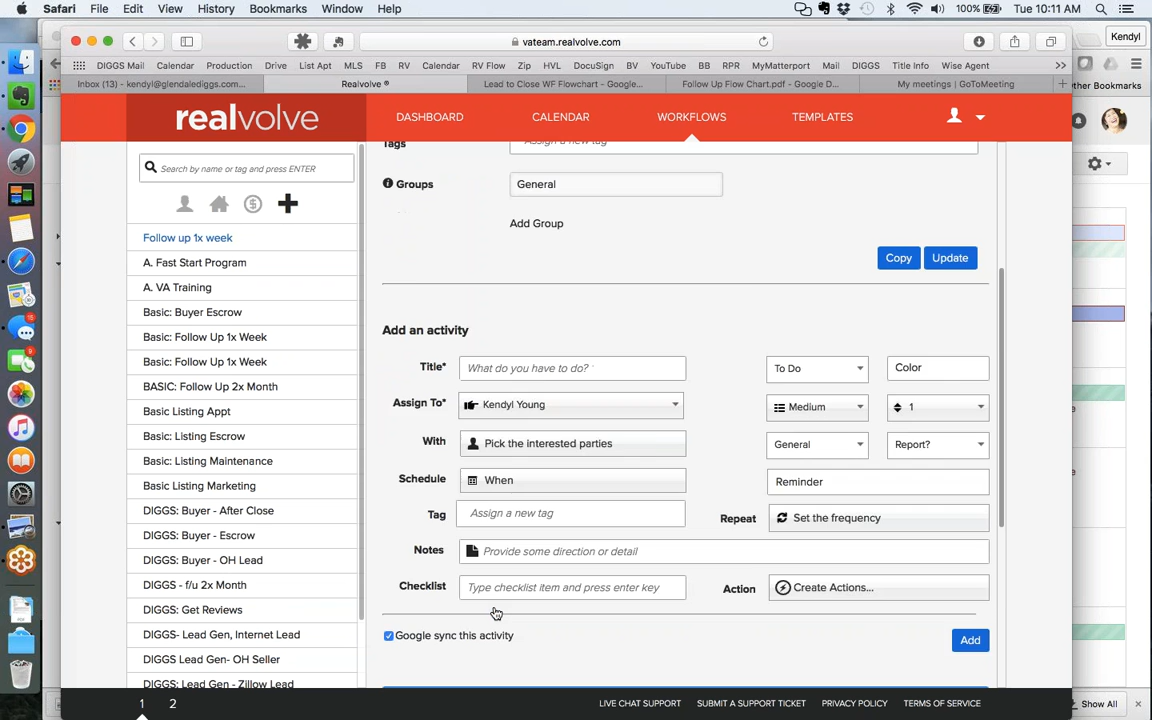 Safari File Edit View History Bookmarks Window Help 100% Tue 10:11 AM
vateam.realvolve.com Kendyl
DIGGS Mail Calendar Production Drive List Apt MLS FB RV Calendar RV Flow Zip HVL DocuSign BV YouTube BB RPR MyMatterport Mail DIGGS Title Info Wise Agent >>
Inbox (13) - kendyl@glendalediggs.com... Realvolve ® Lead to Close WF Flowchart - Google... Follow Up Flow Chart.pdf - Google D... My meetings | GoToMeeting + ther Bookmarks
realvolve DASHBOARD CALENDAR WORKFLOWS TEMPLATES
Tags Assign a new tag
Search by name or tag and press ENTER
Groups General
Add Group
Follow up 1x week
A. Fast Start Program
Copy Update
A. VA Training
Basic: Buyer Escrow
Basic: Follow Up 1x Week
Basic: Follow Up 1x Week
BASIC: Follow Up 2x Month
Basic Listing Appt
Basic: Listing Escrow
Basic: Listing Maintenance
Basic Listing Marketing
DIGGS: Buyer - After Close
DIGGS: Buyer - Escrow
DIGGS: Buyer - OH Lead
DIGGS - f/u 2x Month
DIGGS: Get Reviews
DIGGS- Lead Gen, Internet Lead
DIGGS Lead Gen- OH Seller
DIGGS: Lead Gen - Zillow Lead
Add an activity
Title* What do you have to do? To Do Color
Assign To* Kendyl Young Medium 1
With Pick the interested parties General Report?
Schedule When Reminder
Tag Assign a new tag Repeat Set the frequency
Notes Provide some direction or detail
Checklist Type checklist item and press enter key Action Create Actions...
Google sync this activity Add
1 2 LIVE CHAT SUPPORT SUBMIT A SUPPORT TICKET PRIVACY POLICY TERMS OF SERVICE
Show All